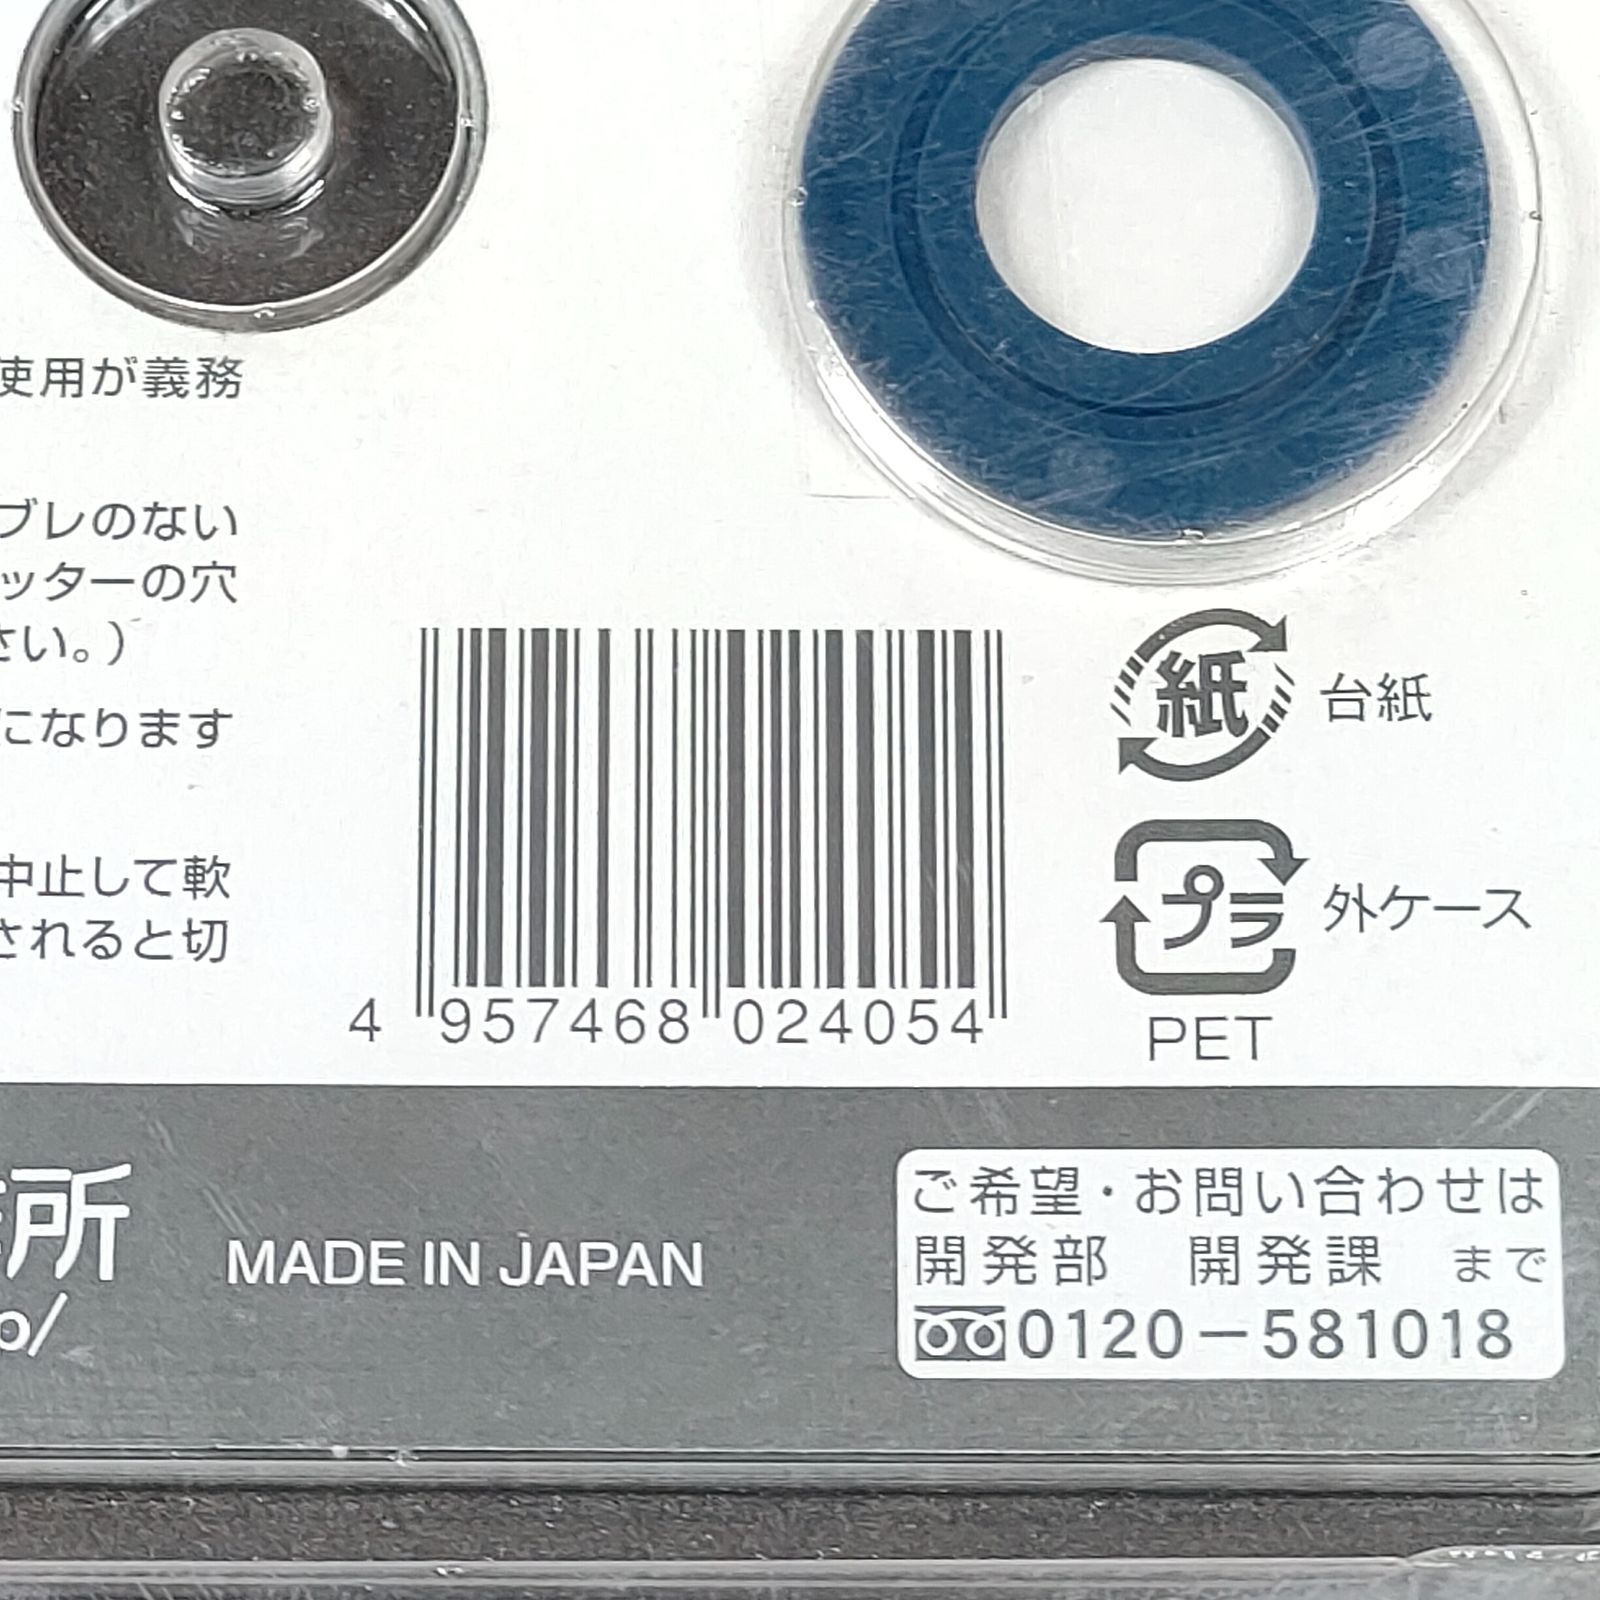 使用が義務
ブレのない
ッターの穴
さい。)
になります
中止して軟
されると切
4 957468 024054
紙 台紙
プラ 外ケース
PET
所
MADE IN JAPAN
p/
ご希望・お問い合わせは
開発部 開発課 まで
0120-581018